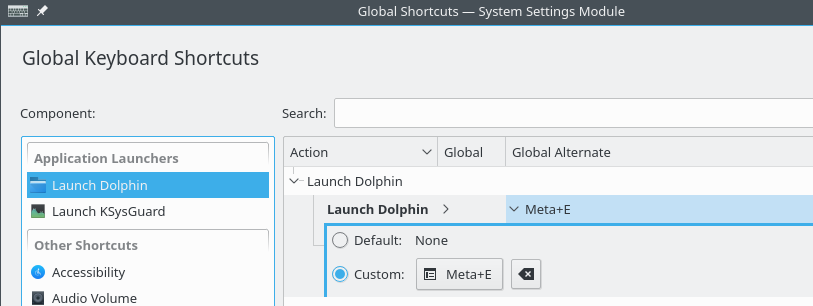 Global Shortcuts — System Settings Module
Global Keyboard Shortcuts
Component:
Search:
Application Launchers
Launch Dolphin
Launch KSysGuard
Other Shortcuts
Accessibility
Audio Volume
Action Global Global Alternate
Launch Dolphin
Launch Dolphin Meta+E
Default: None
Custom: Meta+E